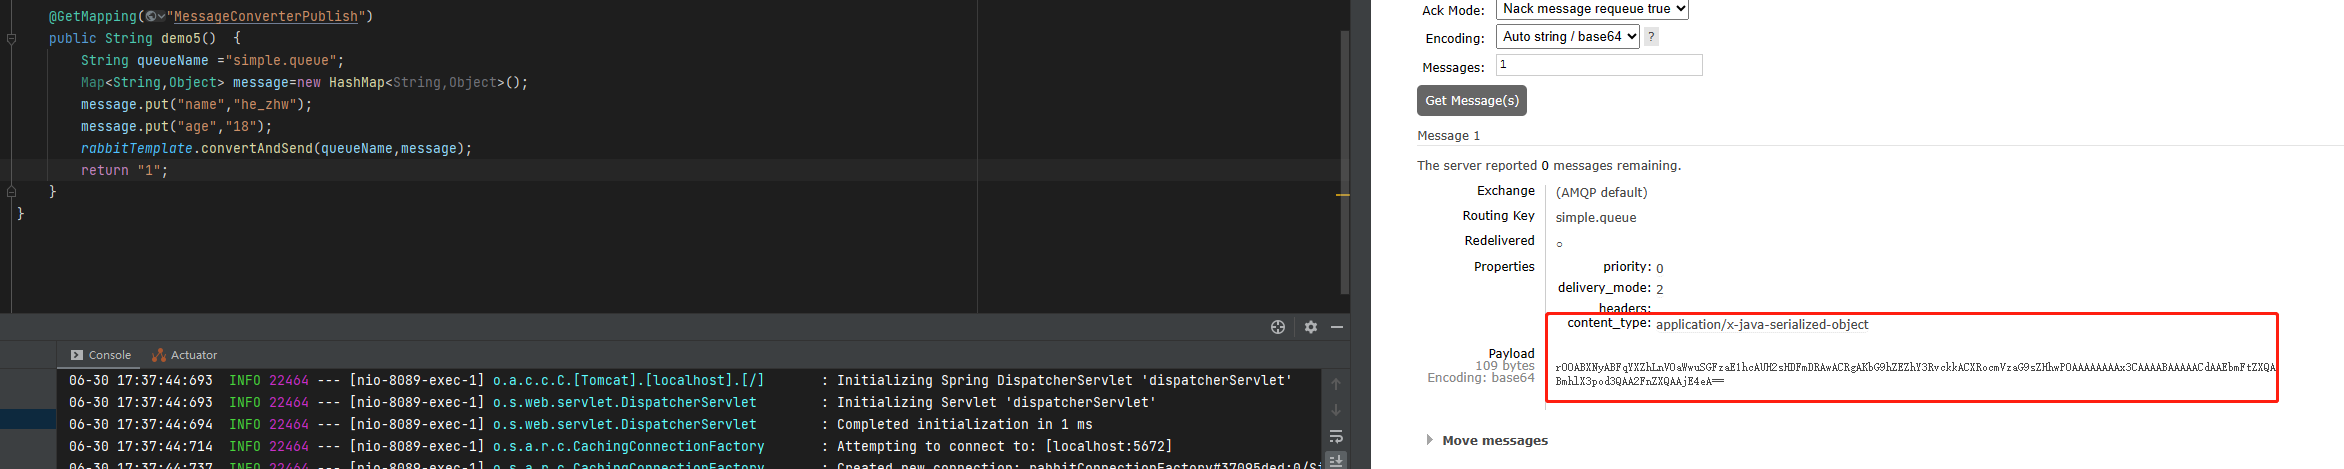 @GetMapping("MessageConverterPublish")
public String demo5()  {
String queueName ="simple.queue";
Map<String,Object> message=new HashMap<String,Object>();
message.put("name","he_zhw");
message.put("age","18");
rabbitTemplate.convertAndSend(queueName,message);
return "1";
}
}
Console
Actuator
06-30 17:37:44:693  INFO 22464 --- [nio-8089-exec-1] o.a.c.c.C.[Tomcat].[localhost].[/]       : Initializing Spring DispatcherServlet 'dispatcherServlet'
06-30 17:37:44:693  INFO 22464 --- [nio-8089-exec-1] o.s.web.servlet.DispatcherServlet        : Initializing Servlet 'dispatcherServlet'
06-30 17:37:44:694  INFO 22464 --- [nio-8089-exec-1] o.s.web.servlet.DispatcherServlet        : Completed initialization in 1 ms
06-30 17:37:44:714  INFO 22464 --- [nio-8089-exec-1] o.s.a.r.c.CachingConnectionFactory       : Attempting to connect to: [localhost:5672]
06-30 17:37:44:737  INFO 22464 --- [nio-8089-exec-1] o.s.a.r.c.CachingConnectionFactory       : Created new connection: rabbitConnectionFactory#37095ded:0/Si
Ack Mode: Nack message requeue true
Encoding: Auto string / base64 ?
Messages: 1
Get Message(s)
Message 1
The server reported 0 messages remaining.
Exchange (AMQP default)
Routing Key simple.queue
Redelivered ○
Properties priority: 0
delivery_mode: 2
headers:
content_type: application/x-java-serialized-object
Payload
109 bytes
Encoding: base64
Move messages